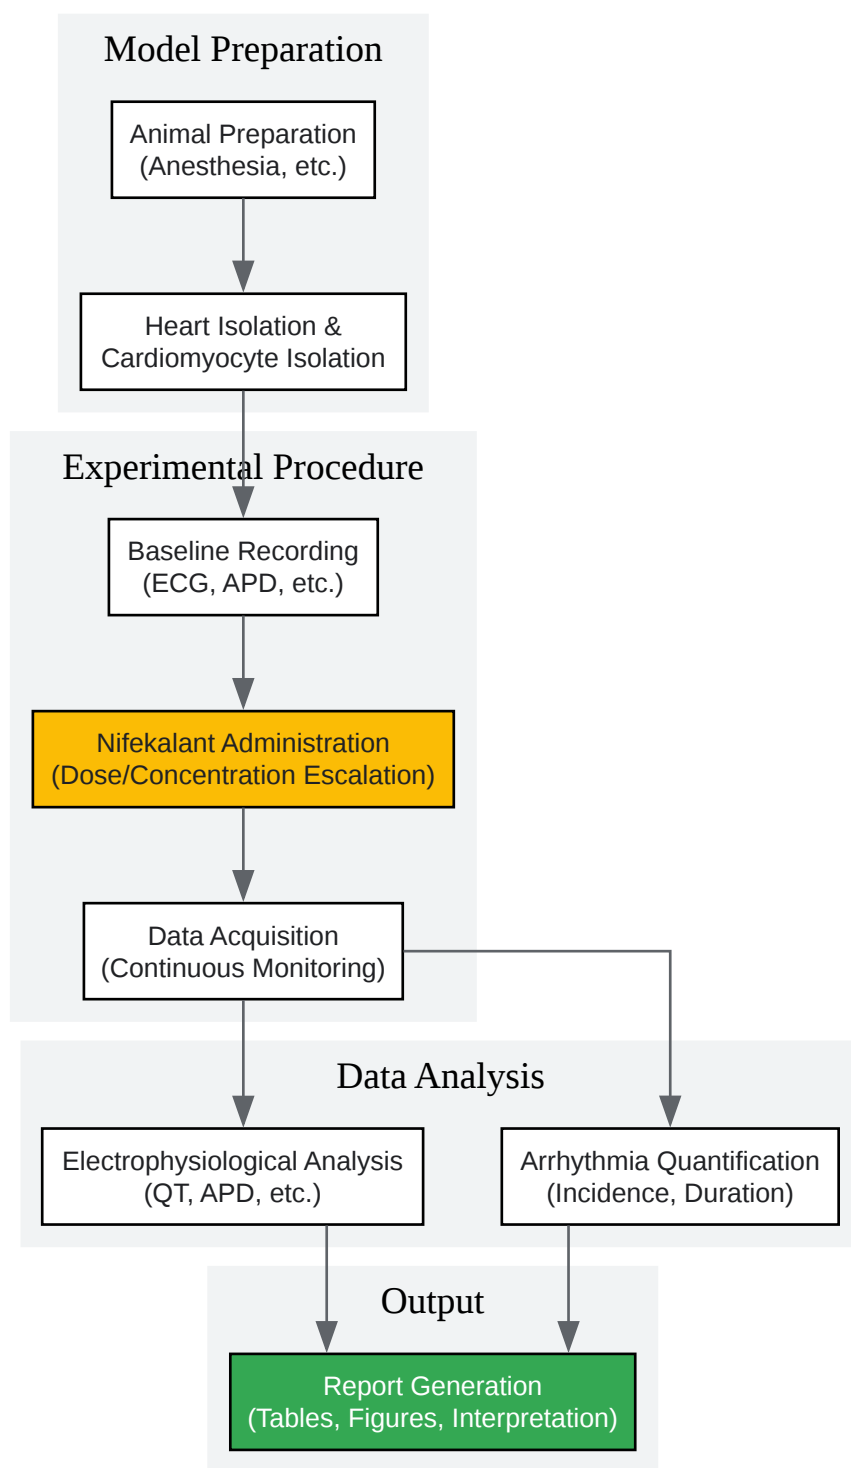 Model Preparation
Animal Preparation
(Anesthesia, etc.)
Heart Isolation &
Cardiomyocyte Isolation
Experimental Procedure
Baseline Recording
(ECG, APD, etc.)
Nifekalant Administration
(Dose/Concentration Escalation)
Data Acquisition
(Continuous Monitoring)
Data Analysis
Electrophysiological Analysis
(QT, APD, etc.)
Arrhythmia Quantification
(Incidence, Duration)
Output
Report Generation
(Tables, Figures, Interpretation)